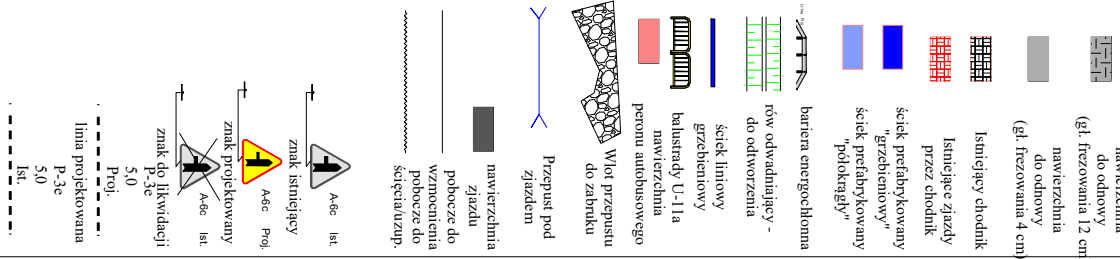 nawierzchnia
do odnowy
(gł. frezowania 12 cm
nawierzchnia
do odnowy
(gł. frezowania 4 cm)
Istniejący chodnik
Istniejące zjazdy
przez chodnik
ściek prefabrykowany
"grzebieniowy"
ściek prefabrykowany
"półokrągły"
bariera energochłonna
rów odwadniający -
do odtworzenia
ściek liniowy
grzebieniowy
balustrady U-11a
nawierzchnia
peronu autobusowego
Wlot przepustu
do zabruku
Przepust pod
zjazdem
nawierzchnia
zjazdu
pobocze do
wzmocnienia
pobocze do
ścięcia/uzup.
A-6c Ist.
znak istniejący
A-6c Proj.
znak projektowany
A-6c Ist.
znak do likwidacji
P-3e
5,0
Proj.
linia projektowana
P-3e
5,0
Ist.